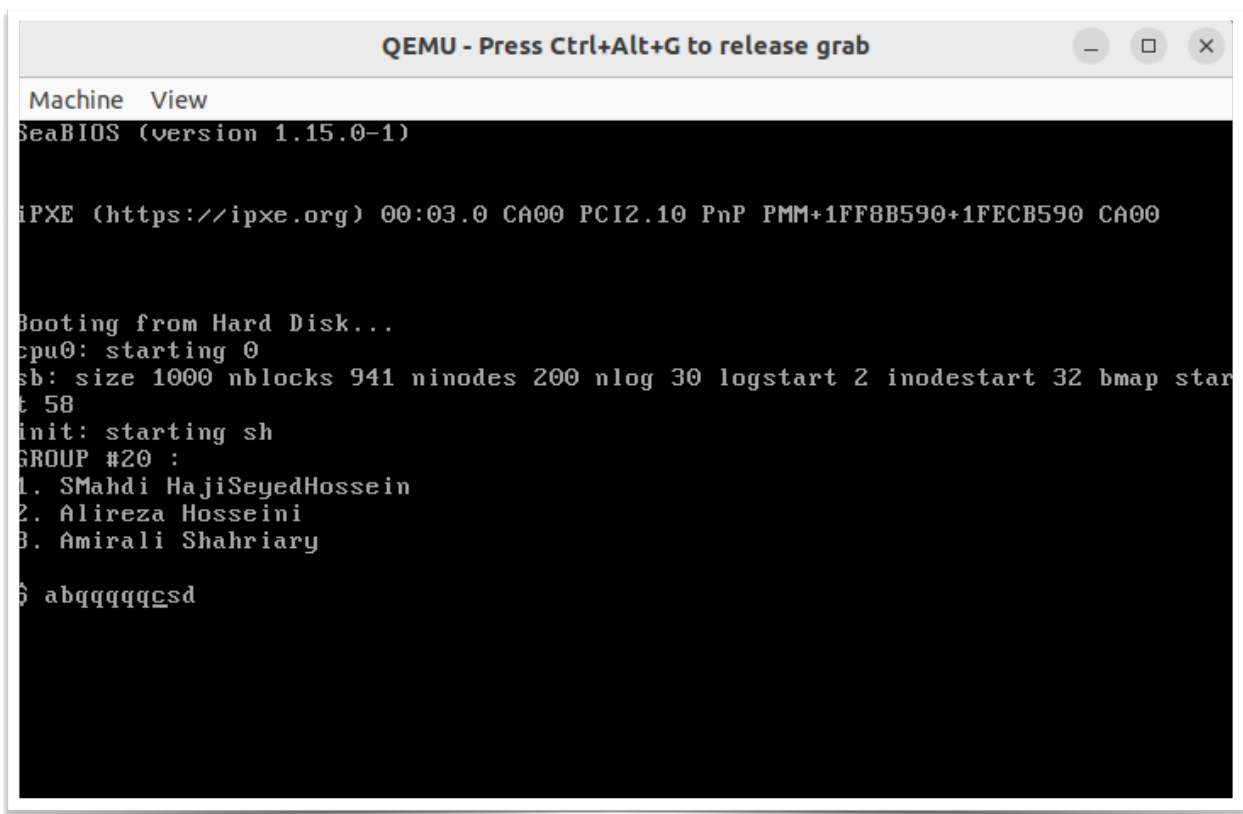 QEMU - Press Ctrl+Alt+G to release grab
Machine View
SeaBIOS (version 1.15.0-1)
iPXE (https://ipxe.org) 00:03.0 CA00 PCI2.10 PnP PMM+1FF8B590+1FECB590 CA00
Booting from Hard Disk...
cpu0: starting 0
sb: size 1000 nblocks 941 ninodes 200 nlog 30 logstart 2 inodestart 32 bmap star
t 58
init: starting sh
GROUP #20 :
1. SMahdi HajiSeyedHossein
2. Alireza Hosseini
3. Amirali Shahriary
$ abqqqqqcsd